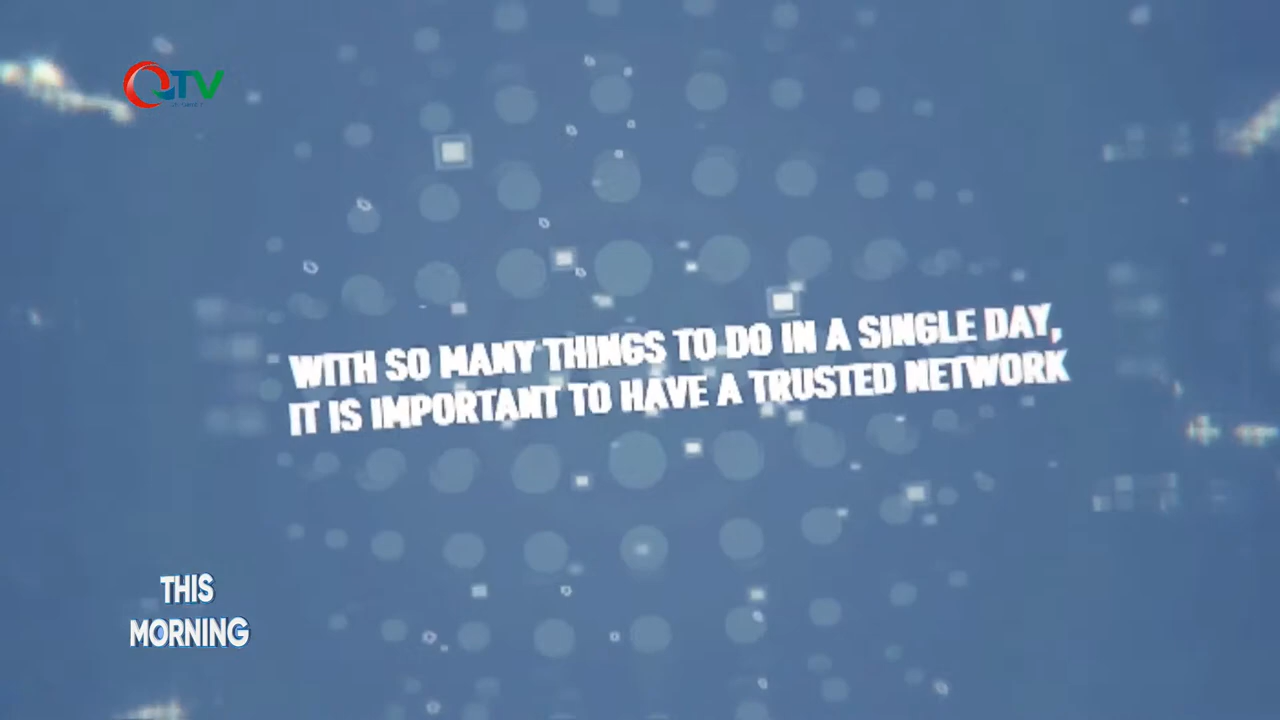 QTV
WITH SO MANY THINGS TO DO IN A SINGLE DAY,
IT IS IMPORTANT TO HAVE A TRUSTED NETWORK
THIS
MORNING